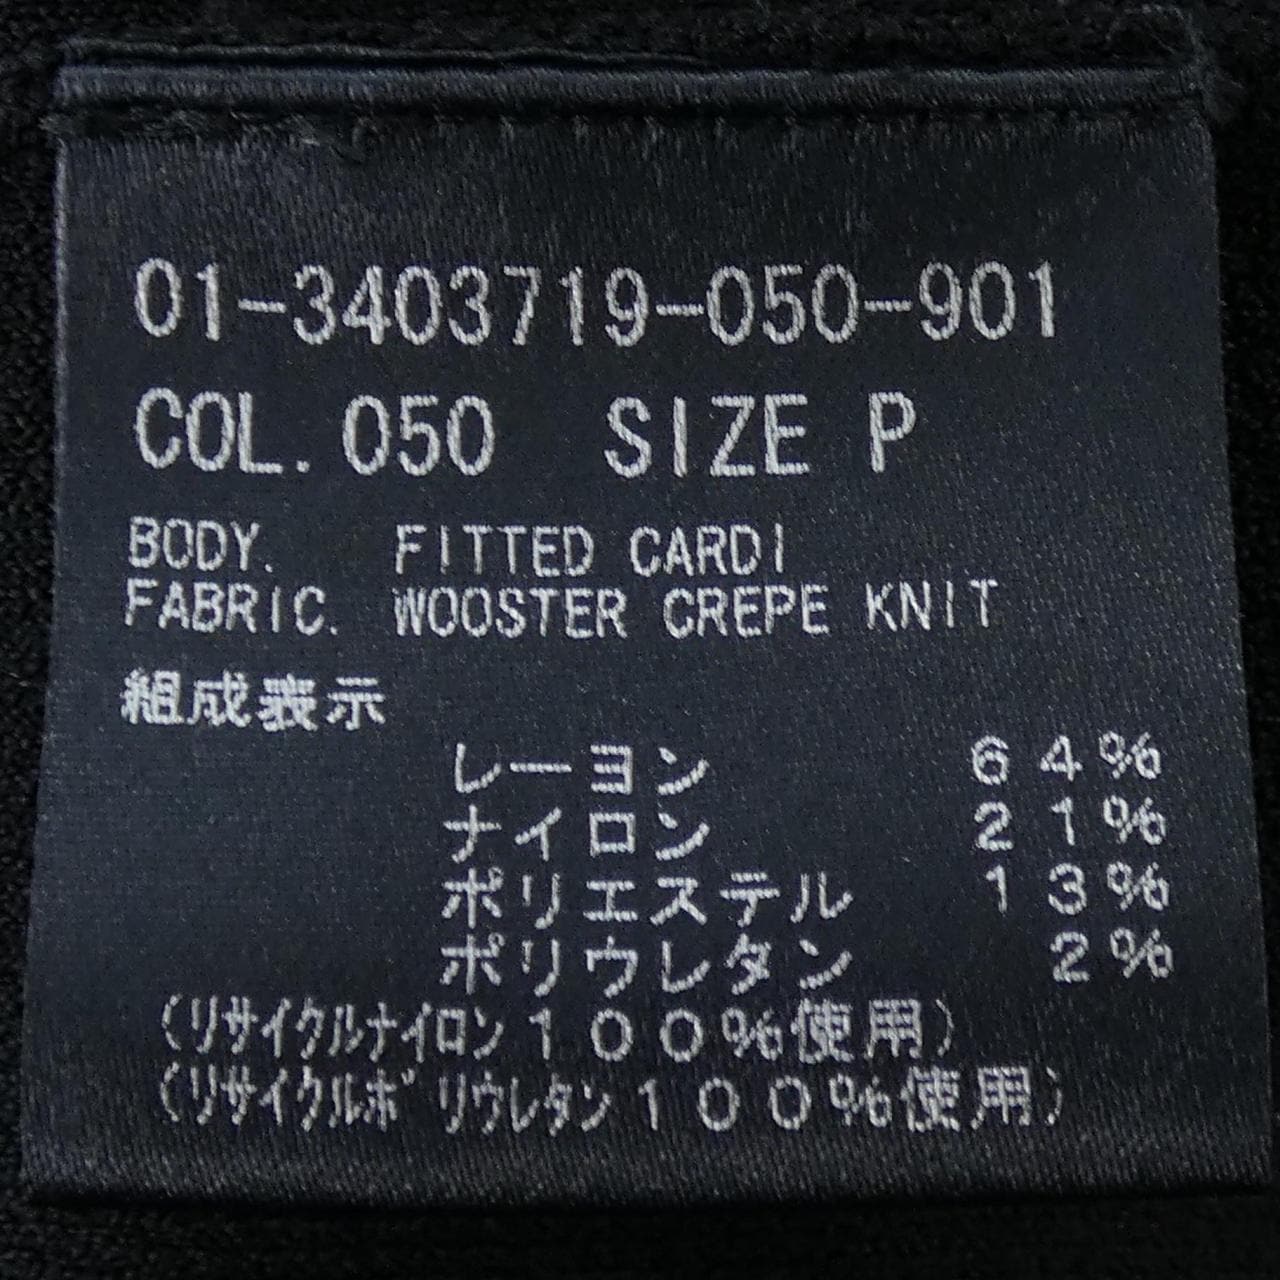 01-3403719-050-901
COL. 050 SIZE P
BODY. FITTED CARDI
FABRIC. WOOSTER CREPE KNIT
組成表示
レーヨン 64%
ナイロン 21%
ポリエステル 13%
ポリウレタン 2%
(リサイクルナイロン100%使用)
(リサイクルポリウレタン100%使用)